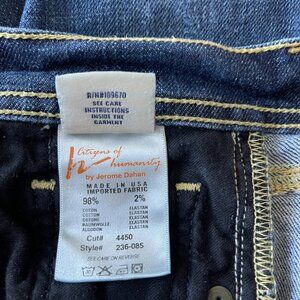 RN#109670
SEE CARE
INSTRUCTIONS
INSIDE THE
GARMENT
Citizens of
humanity
by Jerome Dahan
MADE IN USA
IMPORTED FABRIC
98% 2%
COTTON ELASTAN
COTTON ELASTAN
COTONE ELASTAN
BAUMWOLLE ELASTAN
ALGODON ELASTAN
Cut# 4450
Style# 236-085
SEE CARE ON REVERSE